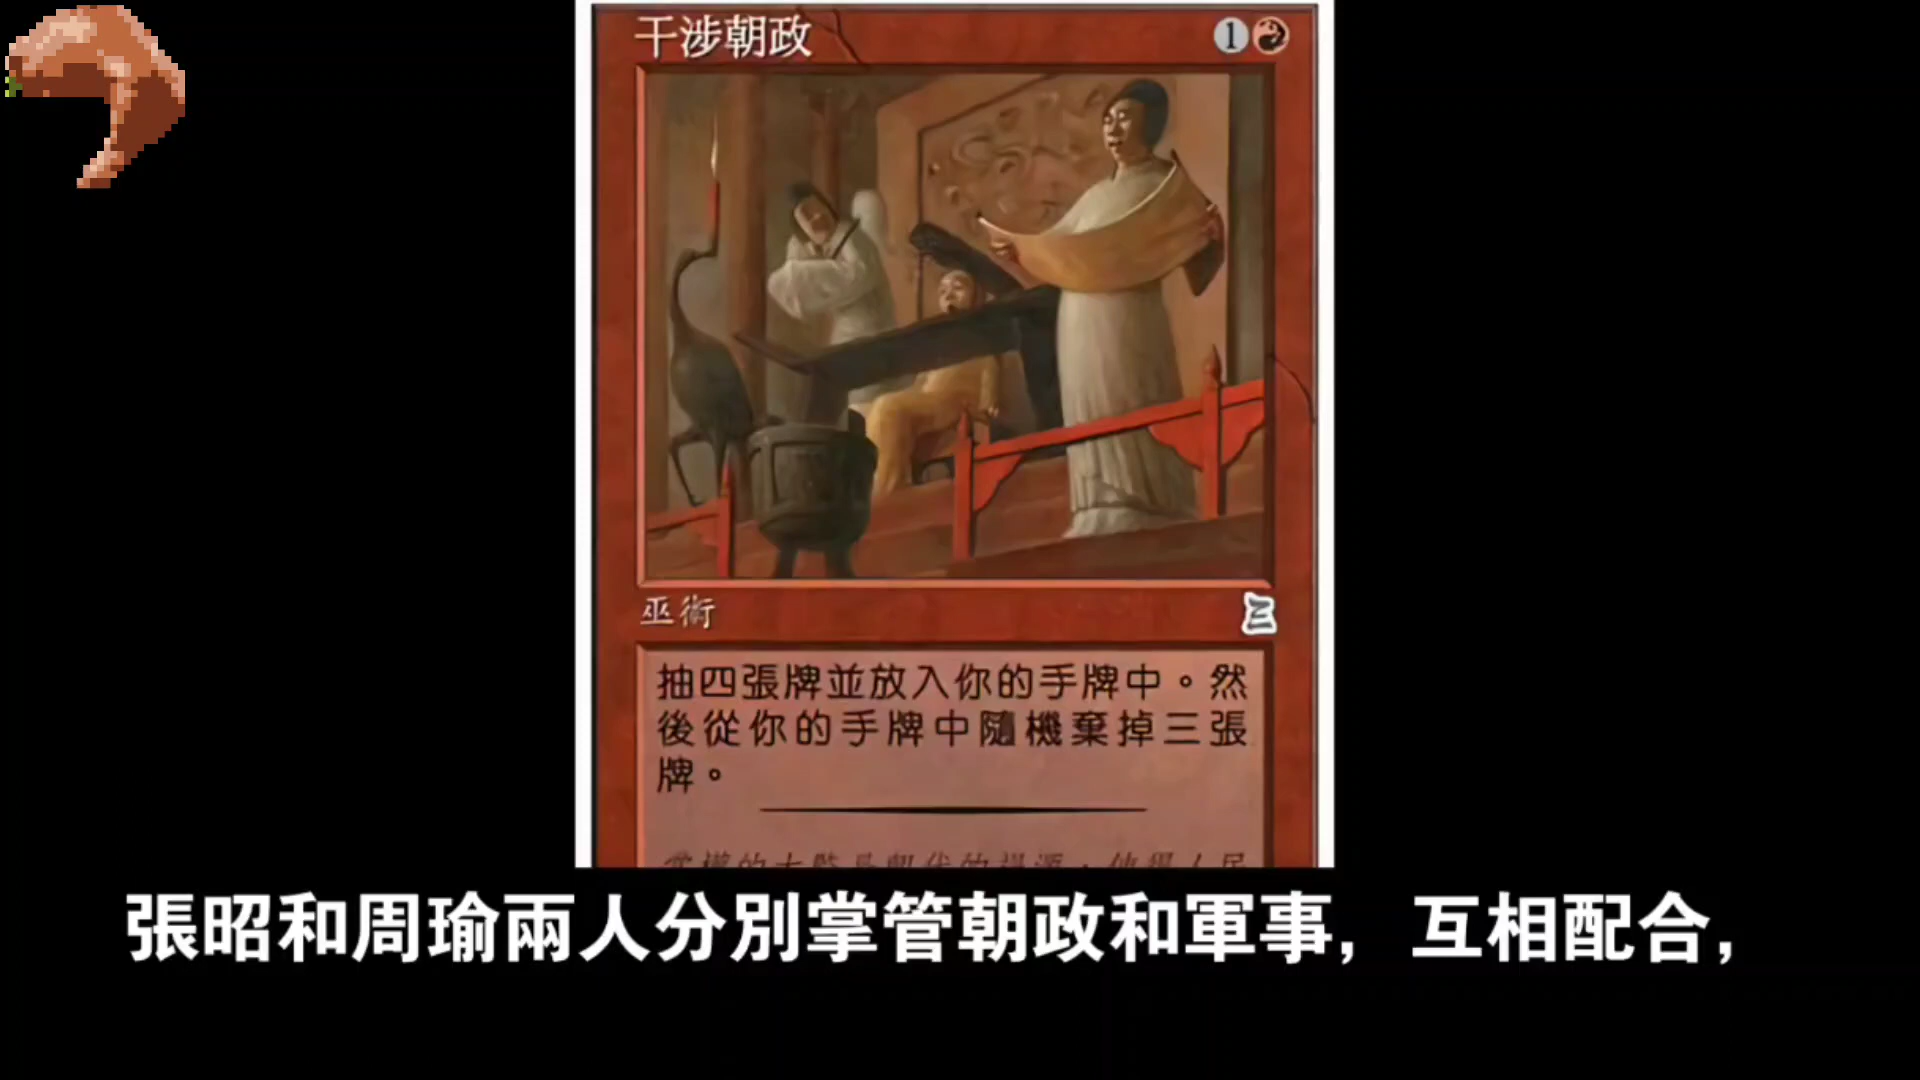 干涉朝政
1
巫術
三
抽四張牌並放入你的手牌中。然
後從你的手牌中隨機棄掉三張
牌。
張昭和周瑜兩人分別掌管朝政和軍事，互相配合，